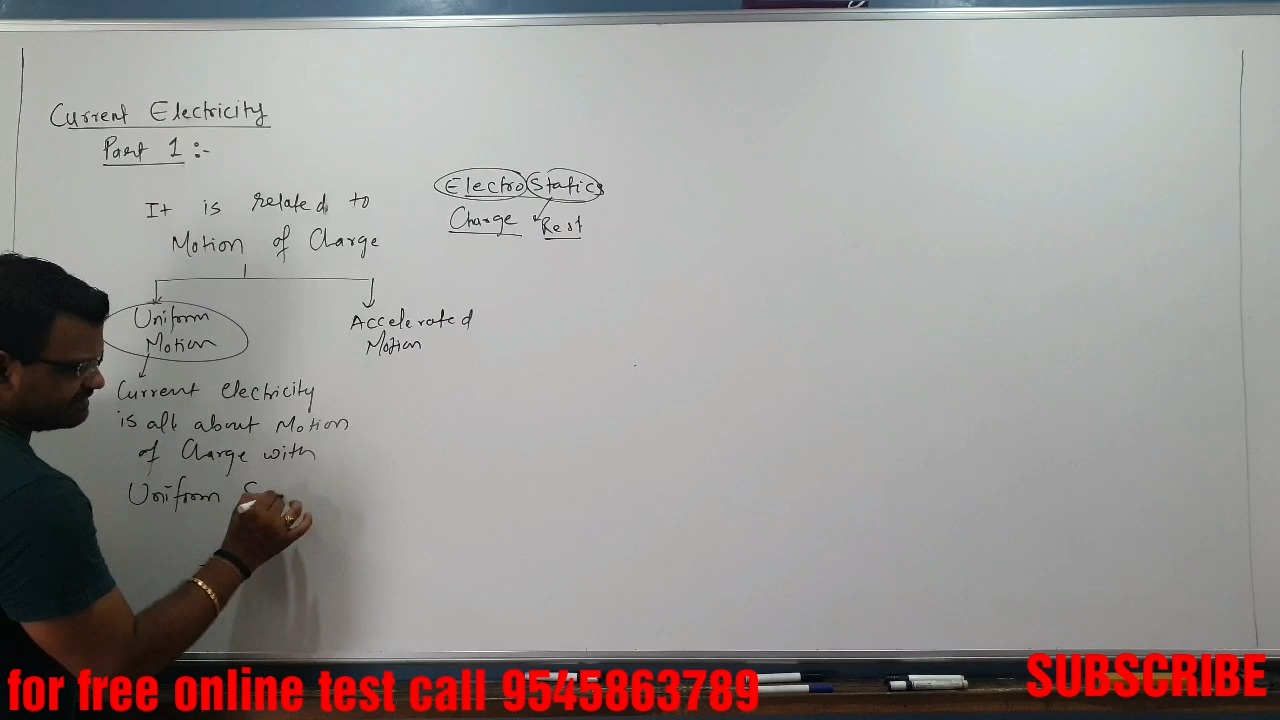 Current Electricity
Part 1 :-
It is related to
Motion of Charge
Electro Statics
Charge Rest
Uniform
Motion
Accelerated
Motion
Current electricity
is all about Motion
of Charge with
Uniform S
for free online test call 9545863789
SUBSCRIBE